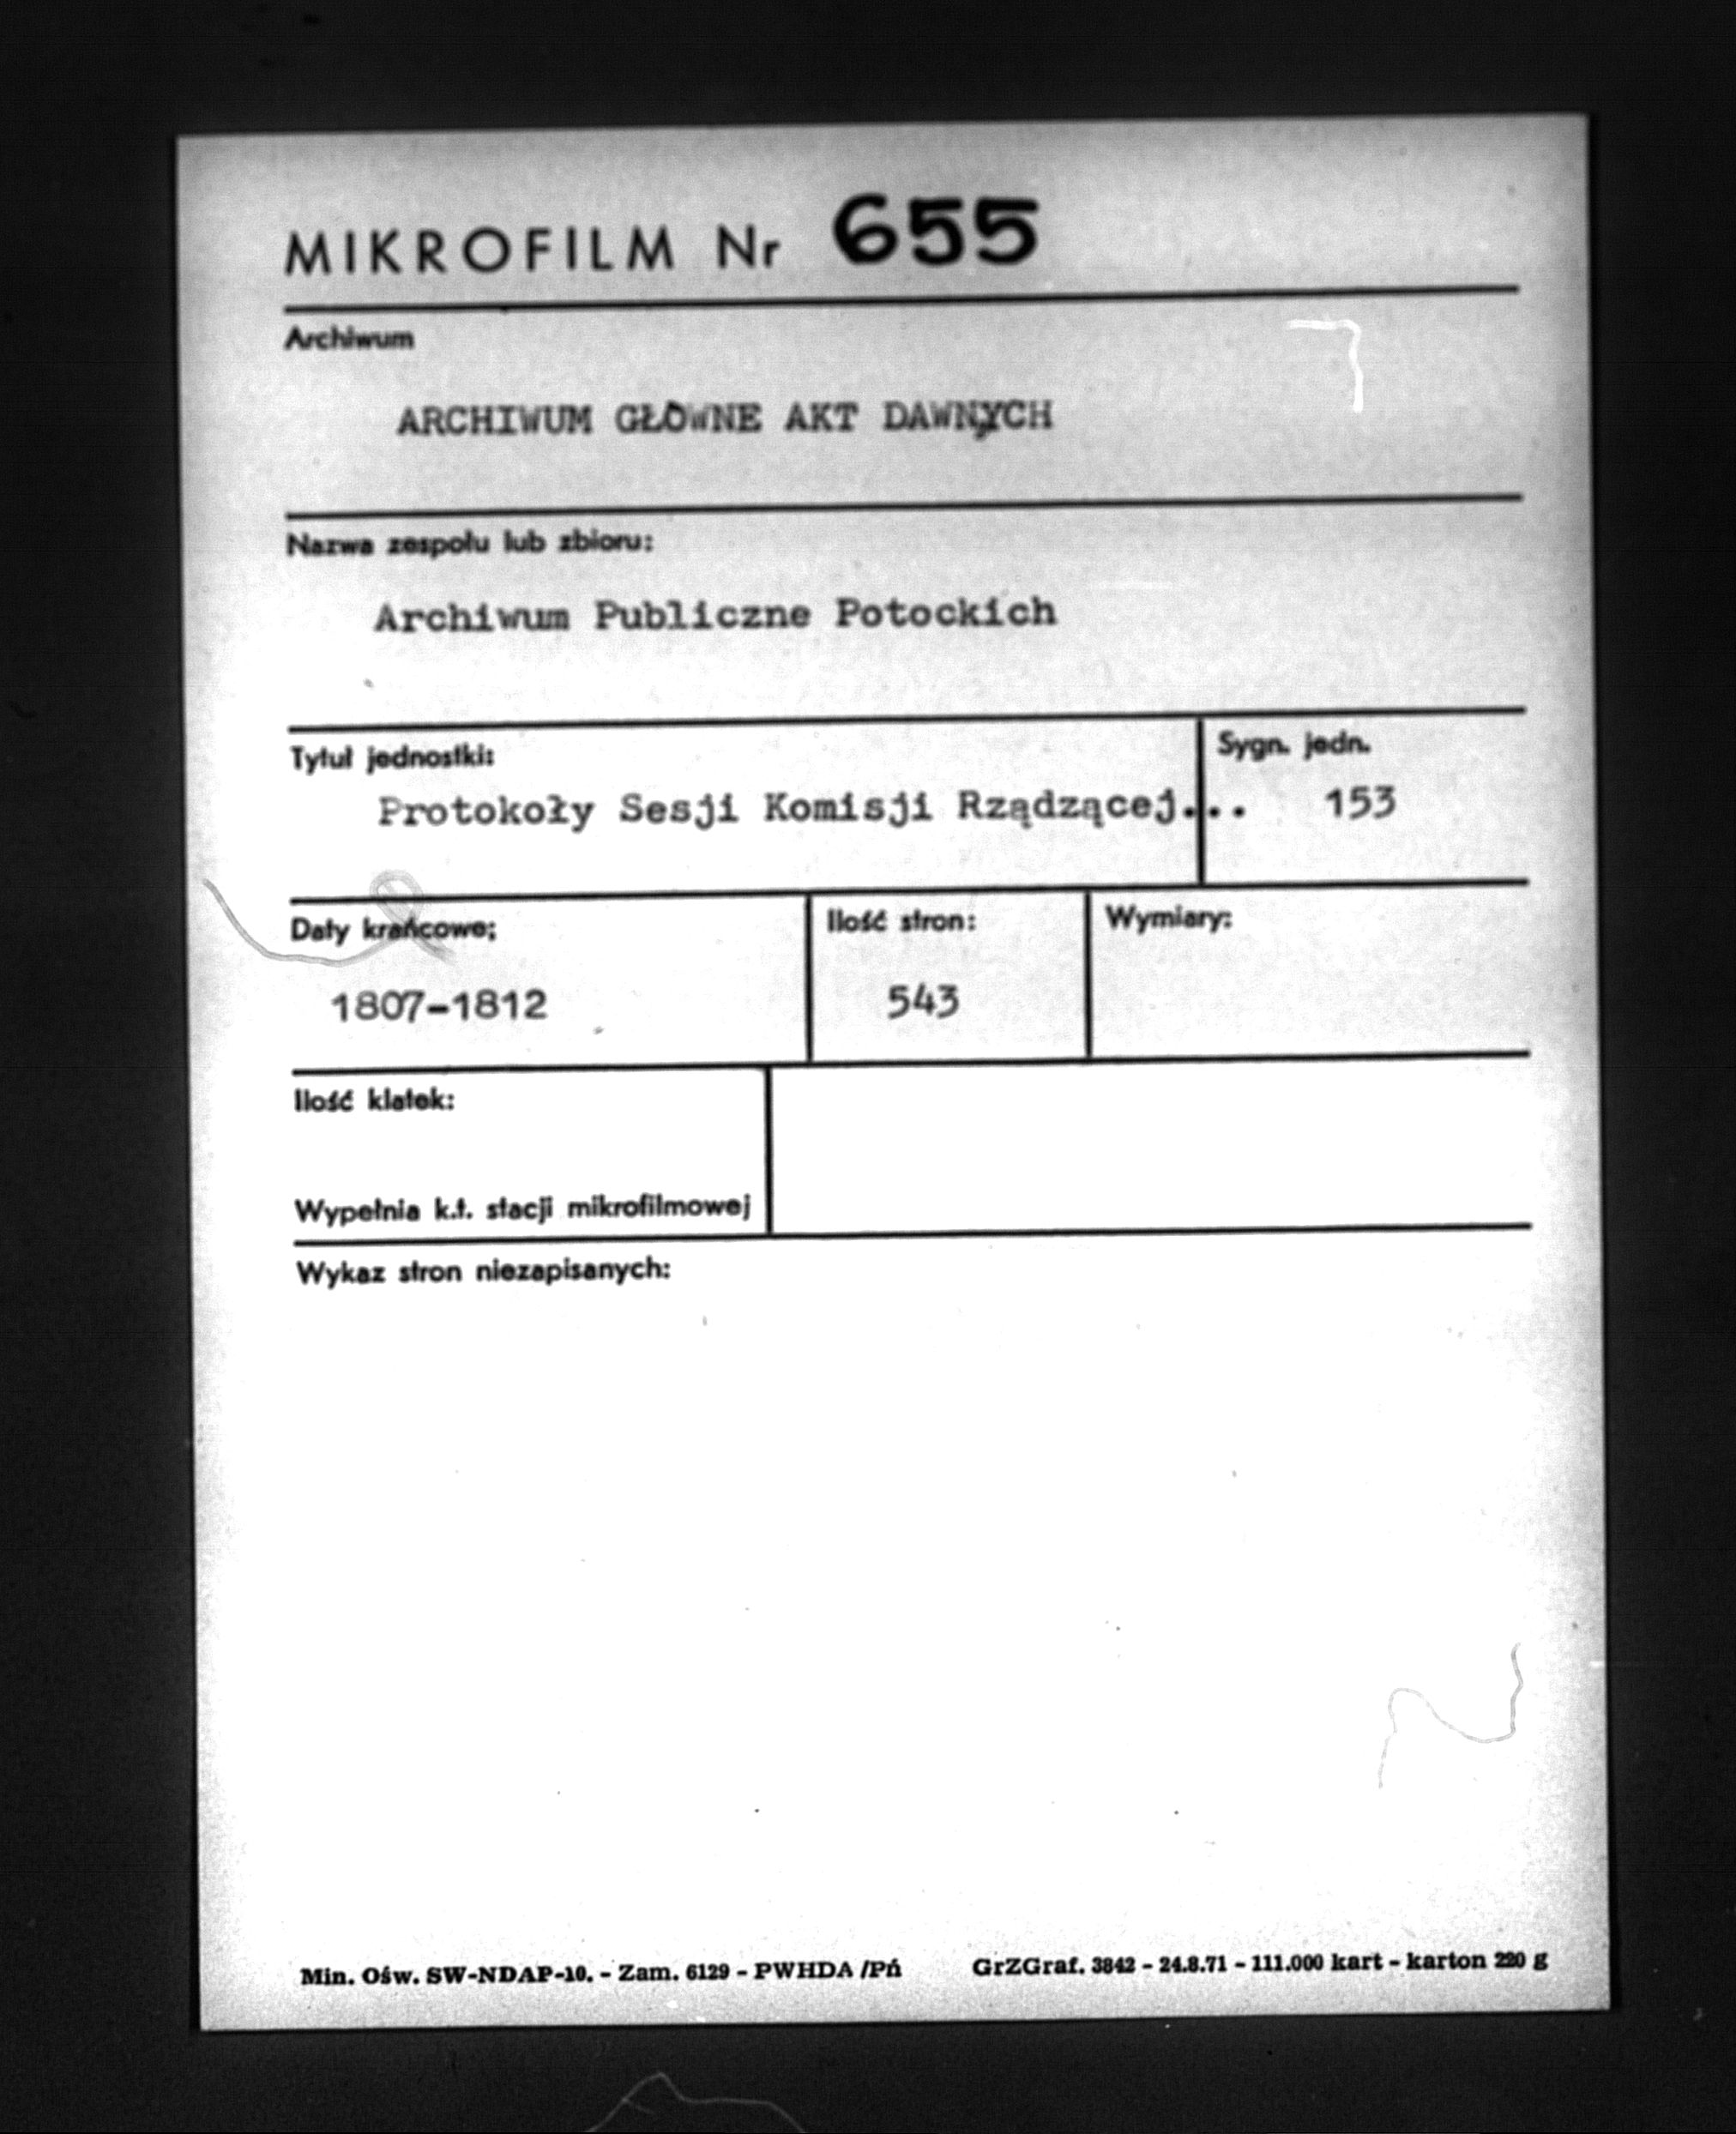 MIKROFILM Nr 655
Archiwum
ARCHIWUM GŁÓWNE AKT DAWNYCH
Nazwa zespołu lub zbioru:
Archiwum Publiczne Potockich
Tytuł jednostki:
Sygn. jedn.
Protokoły Sesji Komisji Rządzącej... 153
Daty krańcowe: Ilość stron: Wymiary:
1807-1812 543
Ilość klatek:
Wypełnia k.t. stacji mikrofilmowej
Wykaz stron niezapisanych:
Min. Ośw. SW-NDAP-10. - Zam. 6129 - PWHDA /Pń GrZGraf. 3842 - 24.8.71 - 111.000 kart - karton 220 g